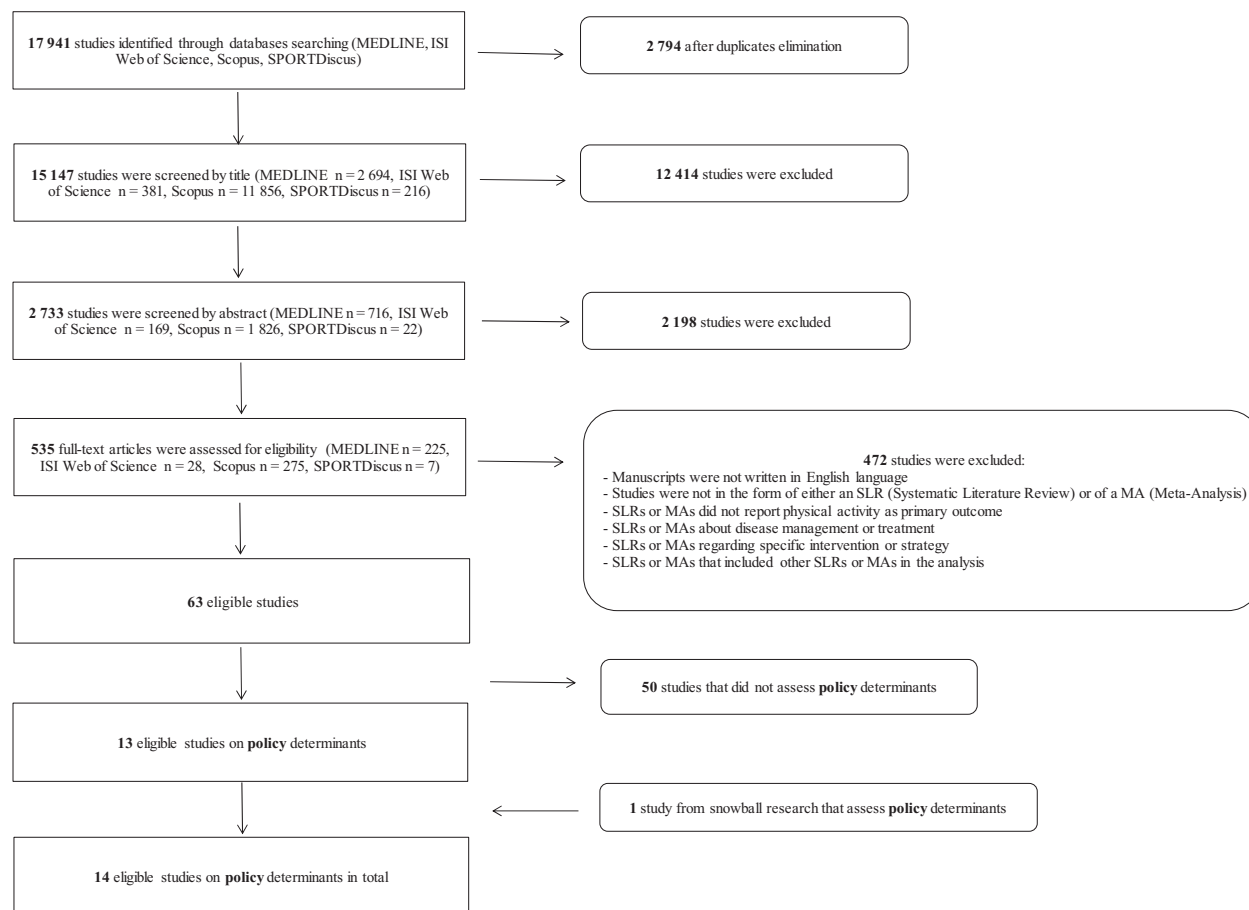 17 941 studies identified through databases searching (MEDLINE, ISI
Web of Science, Scopus, SPORTDiscus)
2 794 after duplicates elimination
15 147 studies were screened by title (MEDLINE n = 2 694, ISI Web
of Science n = 381, Scopus n = 11 856, SPORTDiscus n = 216)
12 414 studies were excluded
2 733 studies were screened by abstract (MEDLINE n = 716, ISI Web
of Science n = 169, Scopus n = 1 826, SPORTDiscus n = 22)
2 198 studies were excluded
535 full-text articles were assessed for eligibility (MEDLINE n = 225,
ISI Web of Science n = 28, Scopus n = 275, SPORTDiscus n = 7)
472 studies were excluded:
- Manuscripts were not written in English language
- Studies were not in the form of either an SLR (Systematic Literature Review) or of a MA (Meta-Analysis)
- SLRs or MAs did not report physical activity as primary outcome
- SLRs or MAs about disease management or treatment
- SLRs or MAs regarding specific intervention or strategy
- SLRs or MAs that included other SLRs or MAs in the analysis
63 eligible studies
50 studies that did not assess policy determinants
13 eligible studies on policy determinants
1 study from snowball research that assess policy determinants
14 eligible studies on policy determinants in total